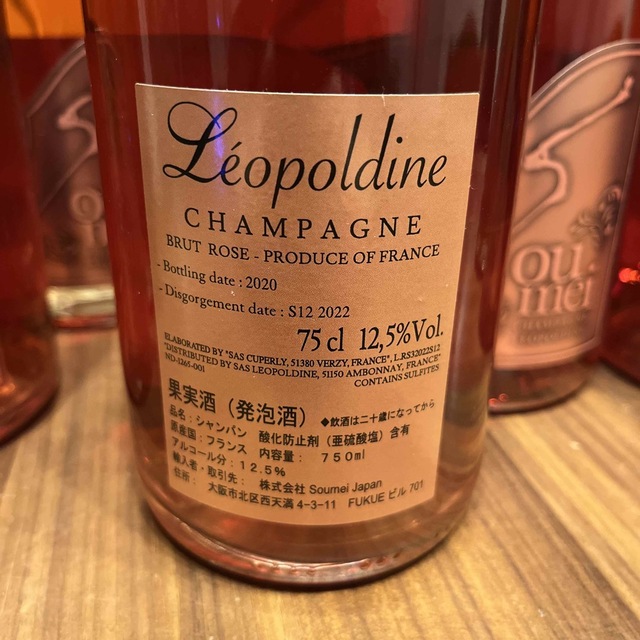 Léopoldine
CHAMPAGNE
BRUT ROSE - PRODUCE OF FRANCE
- Bottling date : 2020
- Disgorgement date : S12 2022
75 cl 12,5%Vol.
ELABORATED BY "SAS CUPERLY, 51380 VERZY, FRANCE". LRS32022S12
"DISTRIBUTED BY SAS LEOPOLDINE, 51150 AMBONNAY, FRANCE"
ND-1265-001
CONTAINS SULFITES
果実酒（発泡酒） ◆飲酒は二十歳になってから
品名：シャンパン 酸化防止剤（亜硫酸塩）含有
原産国：フランス 内容量： 750ml
アルコール分：12.5%
輸入者・取引先： 株式会社 Soumei Japan
住所： 大阪市北区西天満 4-3-11 FUKUE ビル 701
ou.
mei